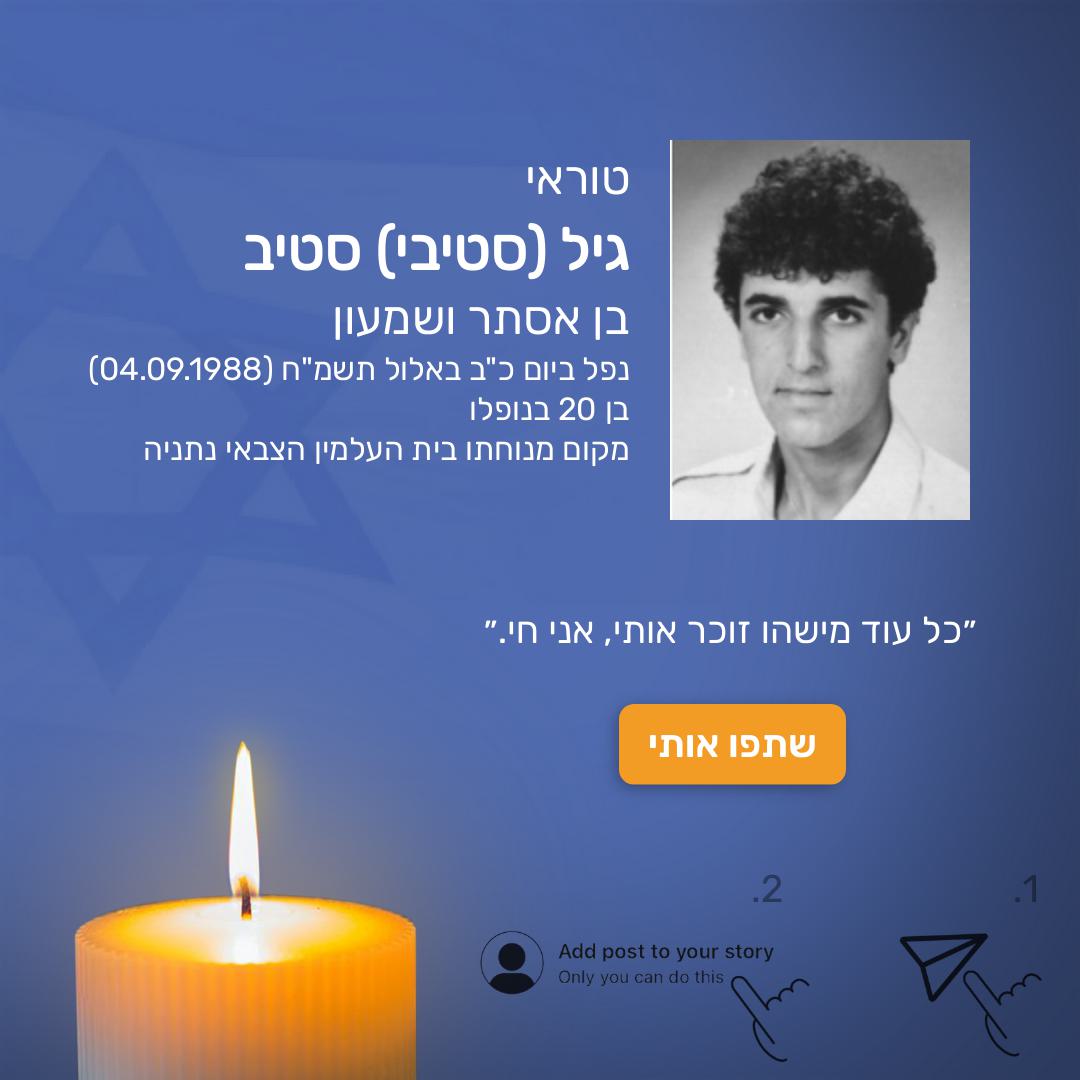 טוראי
גיל (סטיבי) סטיב
בן אסתר ושמעון
נפל ביום כ"ב באלול תשמ"ח (04.09.1988)
בן 20 בנופלו
מקום מנוחתו בית העלמין הצבאי נתניה
״כל עוד מישהו זוכר אותי, אני חי.״
שתפו אותי
1.
2.
Add post to your story
Only you can do this